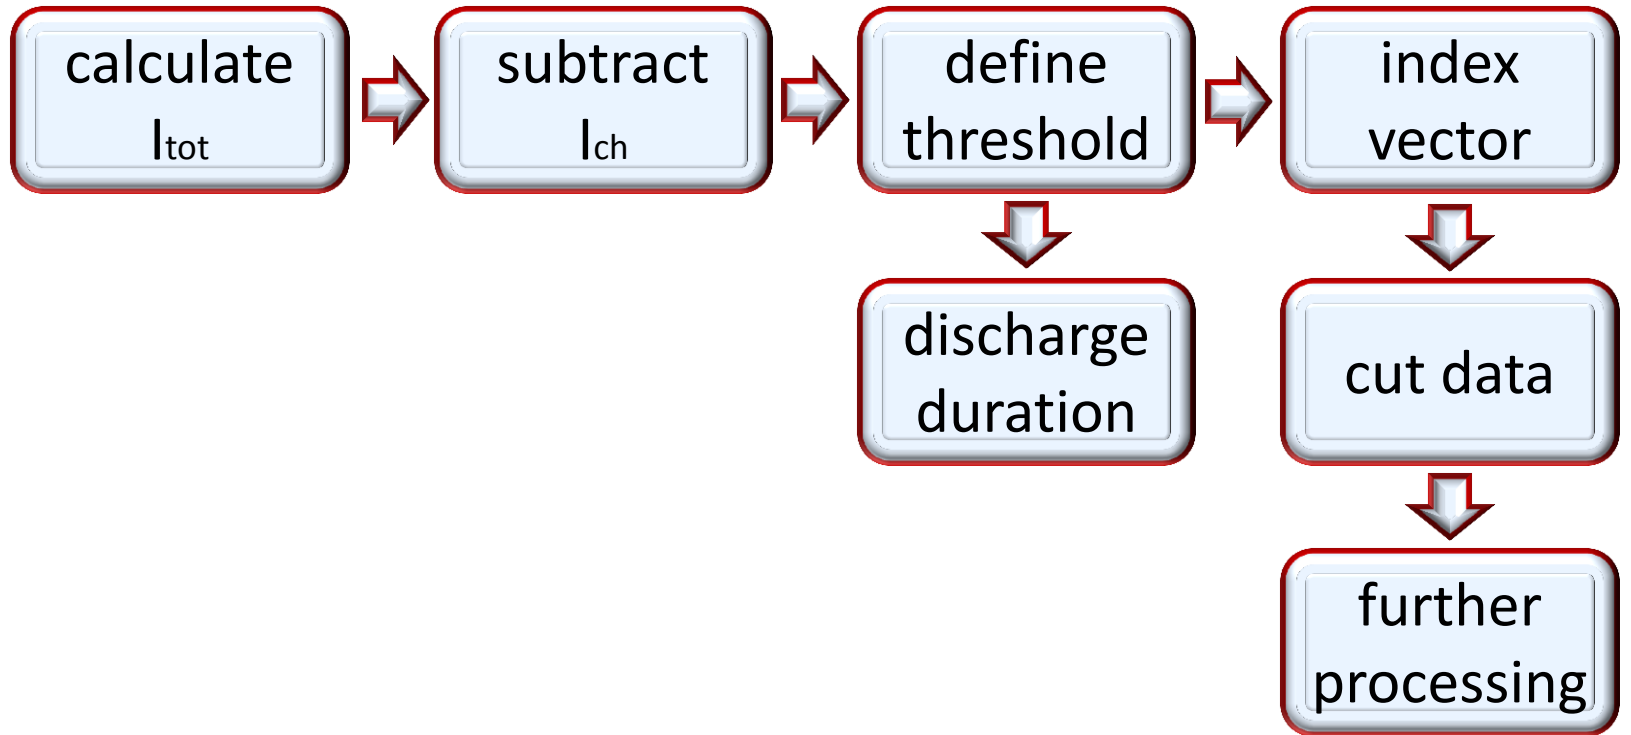 calculate
Itot
subtract
Ich
define
threshold
index
vector
discharge
duration
cut data
further
processing